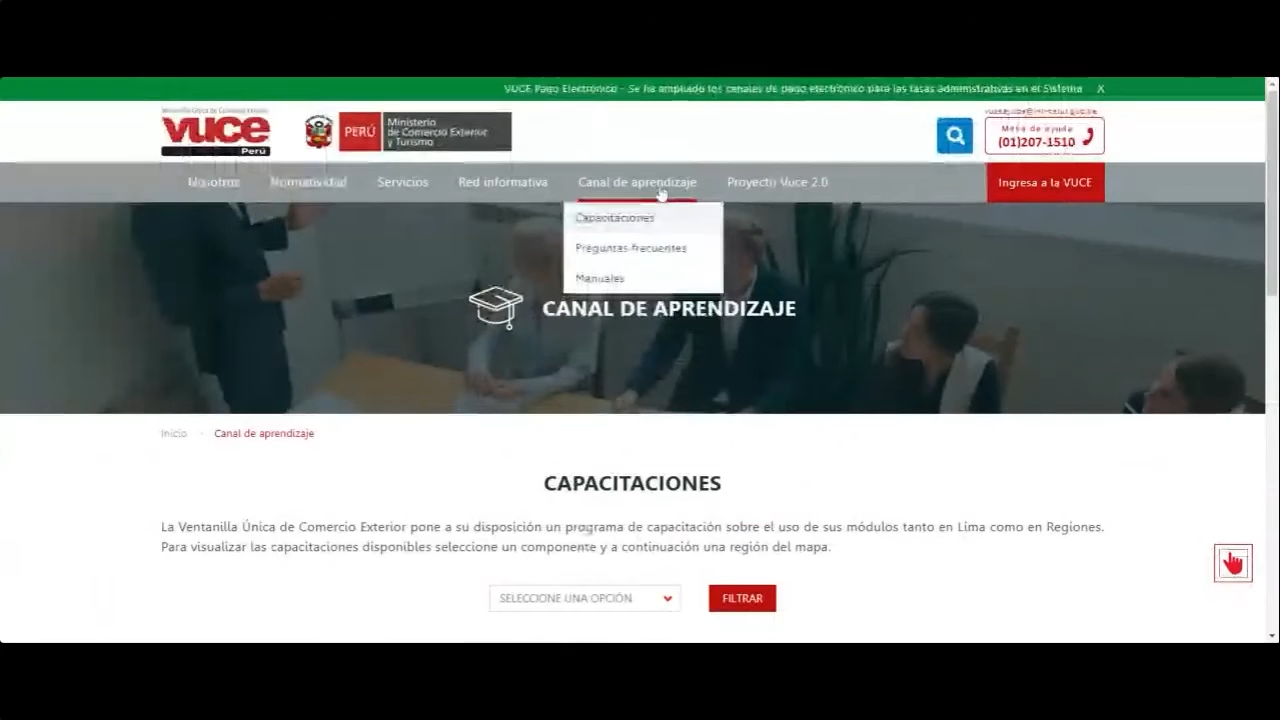 VUCE Pago Electrónico - Se ha ampliado los canales de pago electrónico para las tasas administrativas en el Sistema X
vuce
Perú
PERÚ
Ministerio
de Comercio Exterior
y Turismo
Mesa de ayuda
(01)207-1510
Nosotros
Normatividad
Servicios
Red informativa
Canal de aprendizaje
Proyecto Vuce 2.0
Ingresa a la VUCE
Capacitaciones
Preguntas frecuentes
Manuales
CANAL DE APRENDIZAJE
Inicio
Canal de aprendizaje
CAPACITACIONES
La Ventanilla Única de Comercio Exterior pone a su disposición un programa de capacitación sobre el uso de sus módulos tanto en Lima como en Regiones.
Para visualizar las capacitaciones disponibles seleccione un componente y a continuación una región del mapa.
SELECCIONE UNA OPCIÓN
FILTRAR